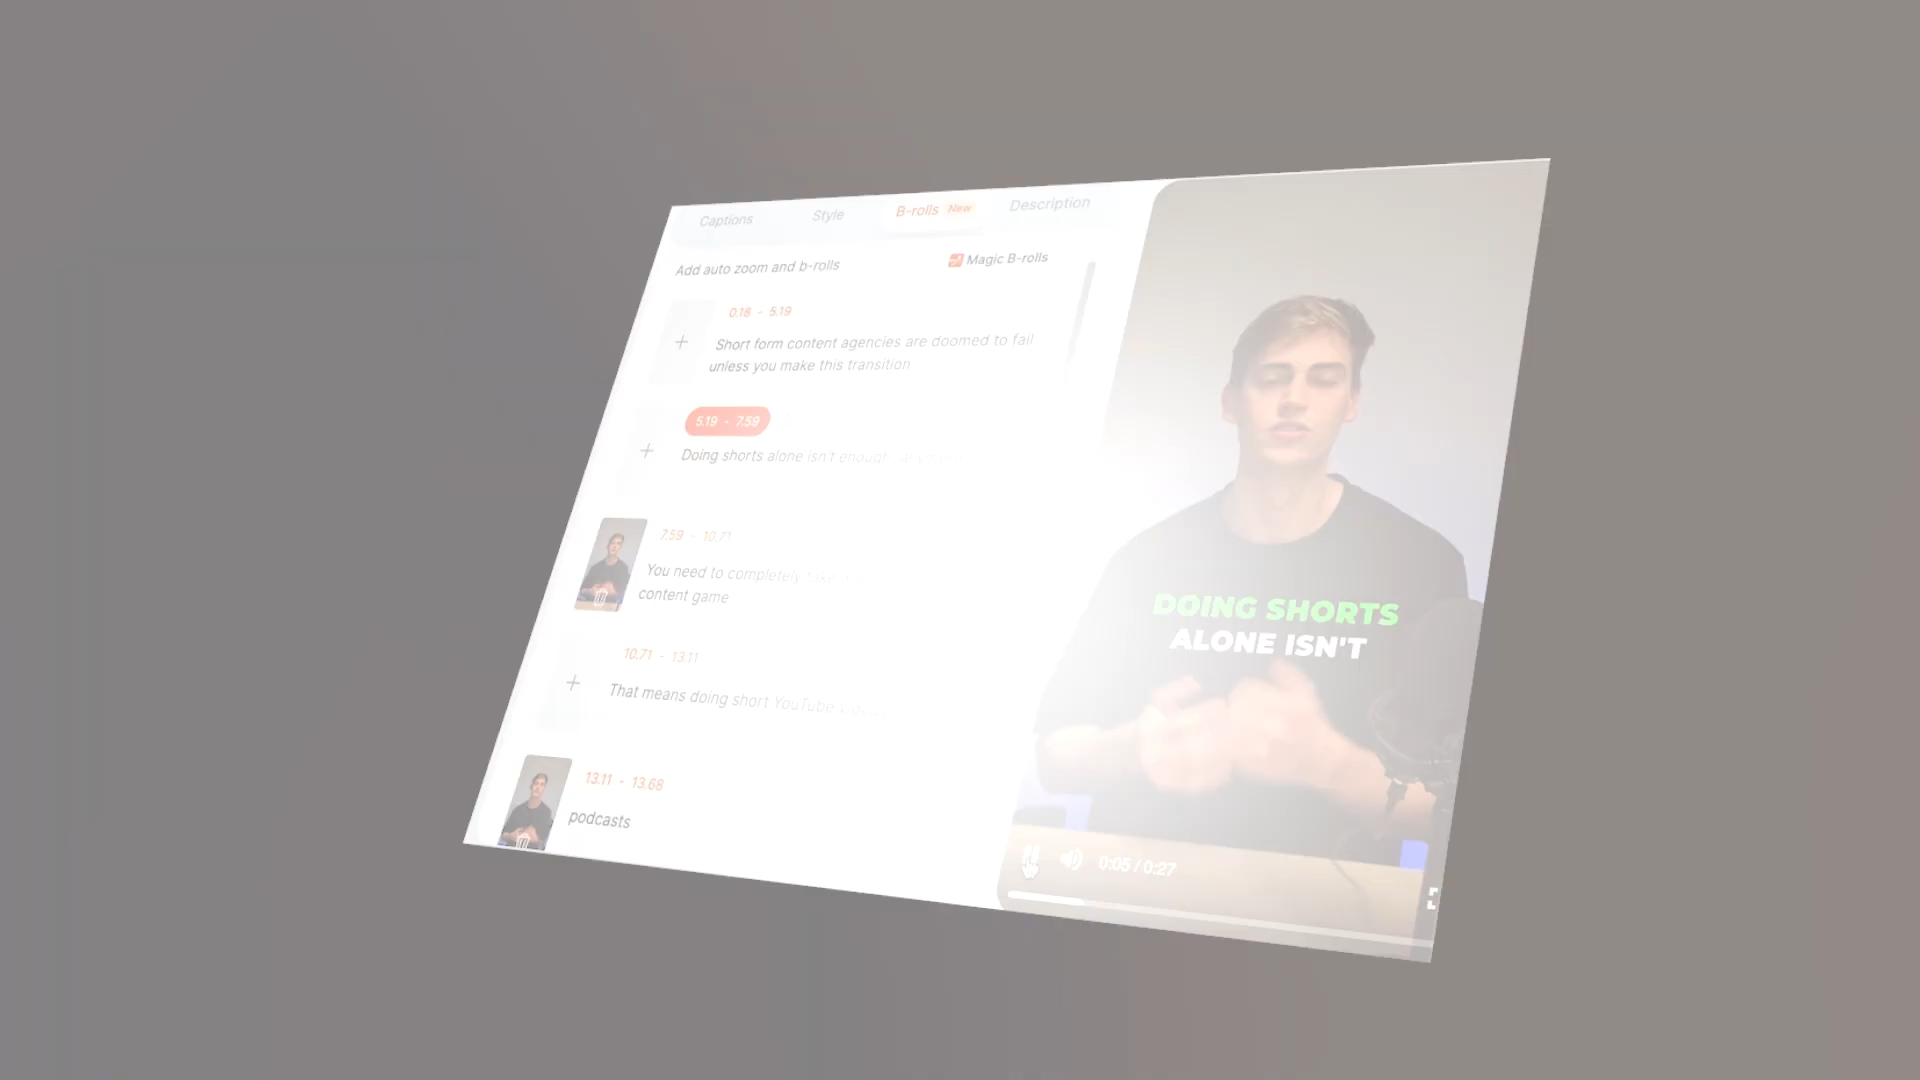 Captions Style B-rolls New Description
Add auto zoom and b-rolls Magic B-rolls
0.18 - 5.19
Short form content agencies are doomed to fail
unless you make this transition
5.19 - 7.59
Doing shorts alone isn't enough
7.59 - 10.71
You need to completely take
content game
10.71 - 13.11
That means doing short YouTube
13.11 - 13.68
podcasts
DOING SHORTS
ALONE ISN'T
0:05 / 0:27